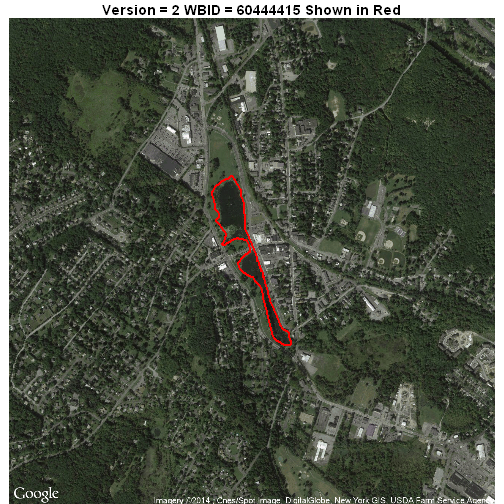 Version = 2 WBID = 60444415 Shown in Red
Google
Imagery ©2014 , Cnes/Spot Image, DigitalGlobe, New York GIS, USDA Farm Service Agency